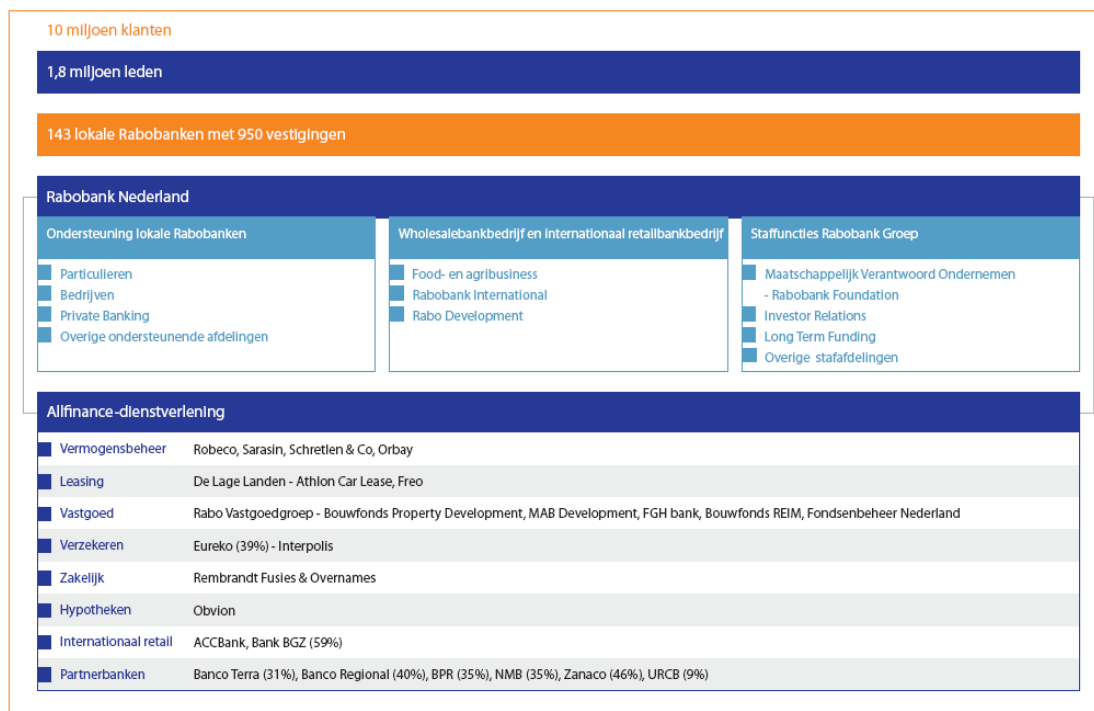 10 miljoen klanten
1,8 miljoen leden
143 lokale Rabobanken met 950 vestigingen
Rabobank Nederland
Ondersteuning lokale Rabobanken
Particulieren
Bedrijven
Private Banking
Overige ondersteunende afdelingen
Wholesalebankbedrijf en internationaal retailbankbedrijf
Food- en agribusiness
Rabobank International
Rabo Development
Staffuncties Rabobank Groep
Maatschappelijk Verantwoord Ondernemen
- Rabobank Foundation
Investor Relations
Long Term Funding
Overige stafafdelingen
Allfinance-dienstverlening
Vermogensbeheer Robeco, Sarasin, Schretlen & Co, Orbay
Leasing De Lage Landen - Athlon Car Lease, Freo
Vastgoed Rabo Vastgoedgroep - Bouwfonds Property Development, MAB Development, FGH bank, Bouwfonds REIM, Fondsenbeheer Nederland
Verzekeren Eureko (39%) - Interpolis
Zakelijk Rembrandt Fusies & Overnames
Hypotheken Obvion
Internationaal retail ACCBank, Bank BGZ (59%)
Partnerbanken Banco Terra (31%), Banco Regional (40%), BPR (35%), NMB (35%), Zanaco (46%), URCB (9%)